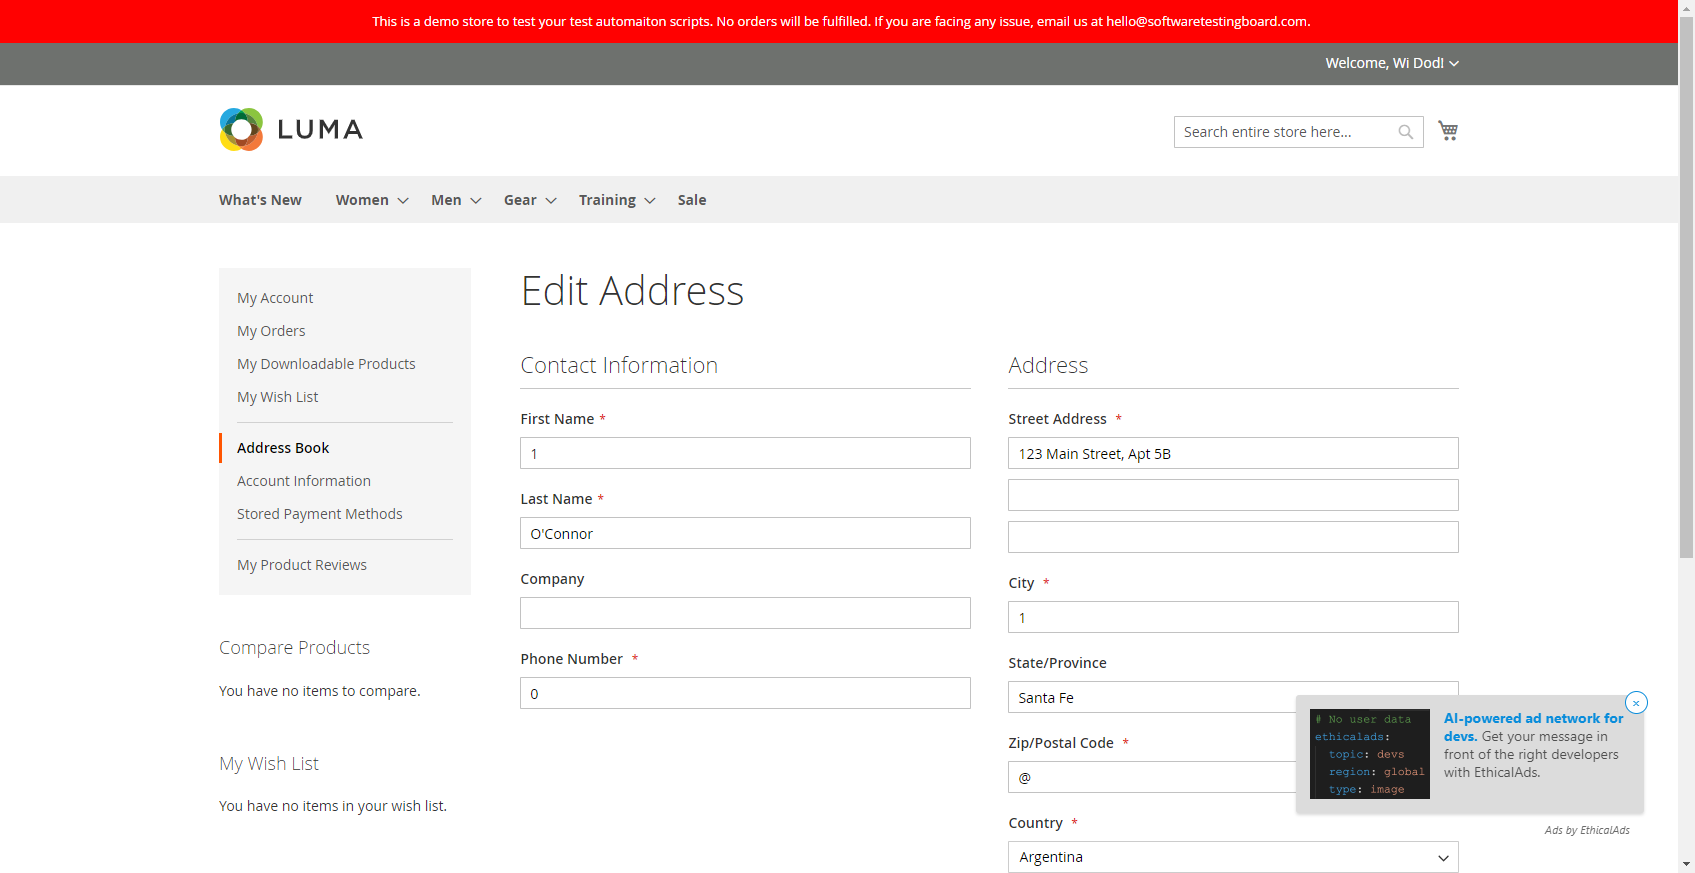 This is a demo store to test your test automaiton scripts. No orders will be fulfilled. If you are facing any issue, email us at hello@softwaretestingboard.com.
Welcome, Wi Dod!
LUMA
Search entire store here...
What's New Women Men Gear Training Sale
My Account
My Orders
My Downloadable Products
My Wish List
Address Book
Account Information
Stored Payment Methods
My Product Reviews
Compare Products
You have no items to compare.
My Wish List
You have no items in your wish list.
Edit Address
Contact Information
First Name *
1
Last Name *
O'Connor
Company
Phone Number *
0
Address
Street Address *
123 Main Street, Apt 5B
City *
1
State/Province
Santa Fe
Zip/Postal Code *
@
Country *
Argentina
# No user data
ethicalads:
topic: devs
region: global
type: image
AI-powered ad network for
devs. Get your message in
front of the right developers
with EthicalAds.
Ads by EthicalAds